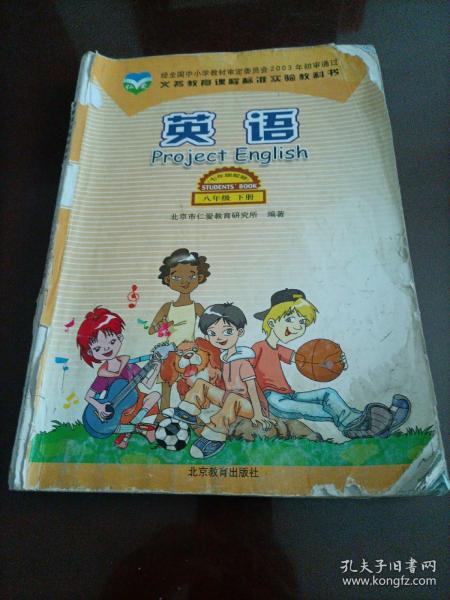 经全国中小学教材审定委员会2003年初审通过
义务教育课程标准实验教科书
英语
Project English
STUDENTS' BOOK
八年级 下册
北京市仁爱教育研究所 编著
北京教育出版社
孔夫子旧书网
www.kongfz.com